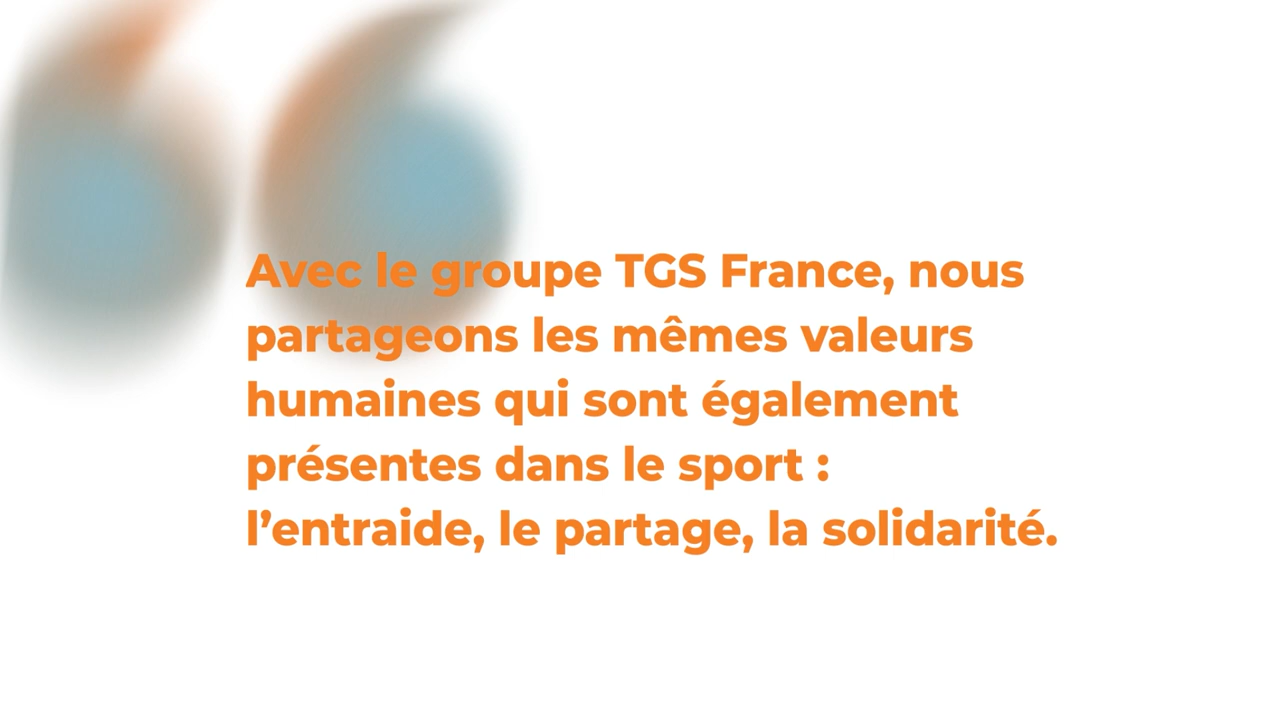 Avec le groupe TGS France, nous
partageons les mêmes valeurs
humaines qui sont également
présentes dans le sport :
l’entraide, le partage, la solidarité.